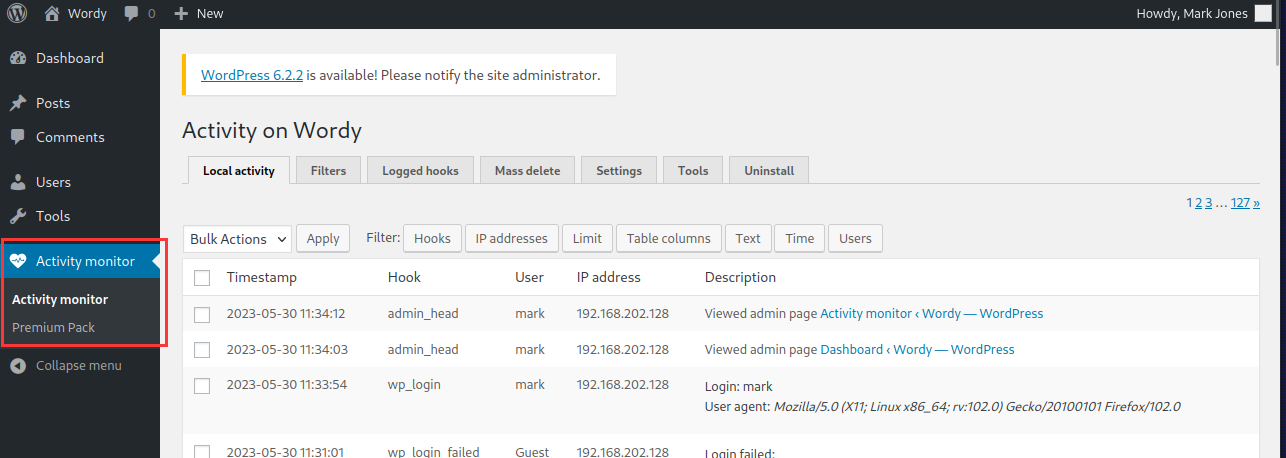 Wordy 0 New Howdy, Mark Jones
Dashboard
Posts
Comments
Users
Tools
Activity monitor
Activity monitor
Premium Pack
Collapse menu
WordPress 6.2.2 is available! Please notify the site administrator.
Activity on Wordy
Local activity Filters Logged hooks Mass delete Settings Tools Uninstall
1 2 3 … 127 »
Bulk Actions Apply Filter: Hooks IP addresses Limit Table columns Text Time Users
Timestamp Hook User IP address Description
2023-05-30 11:34:12 admin_head mark 192.168.202.128 Viewed admin page Activity monitor ‹ Wordy — WordPress
2023-05-30 11:34:03 admin_head mark 192.168.202.128 Viewed admin page Dashboard ‹ Wordy — WordPress
2023-05-30 11:33:54 wp_login mark 192.168.202.128 Login: mark
User agent: Mozilla/5.0 (X11; Linux x86_64; rv:102.0) Gecko/20100101 Firefox/102.0
2023-05-30 11:31:01 wp_login_failed Guest 192.168.202.128 Login failed: